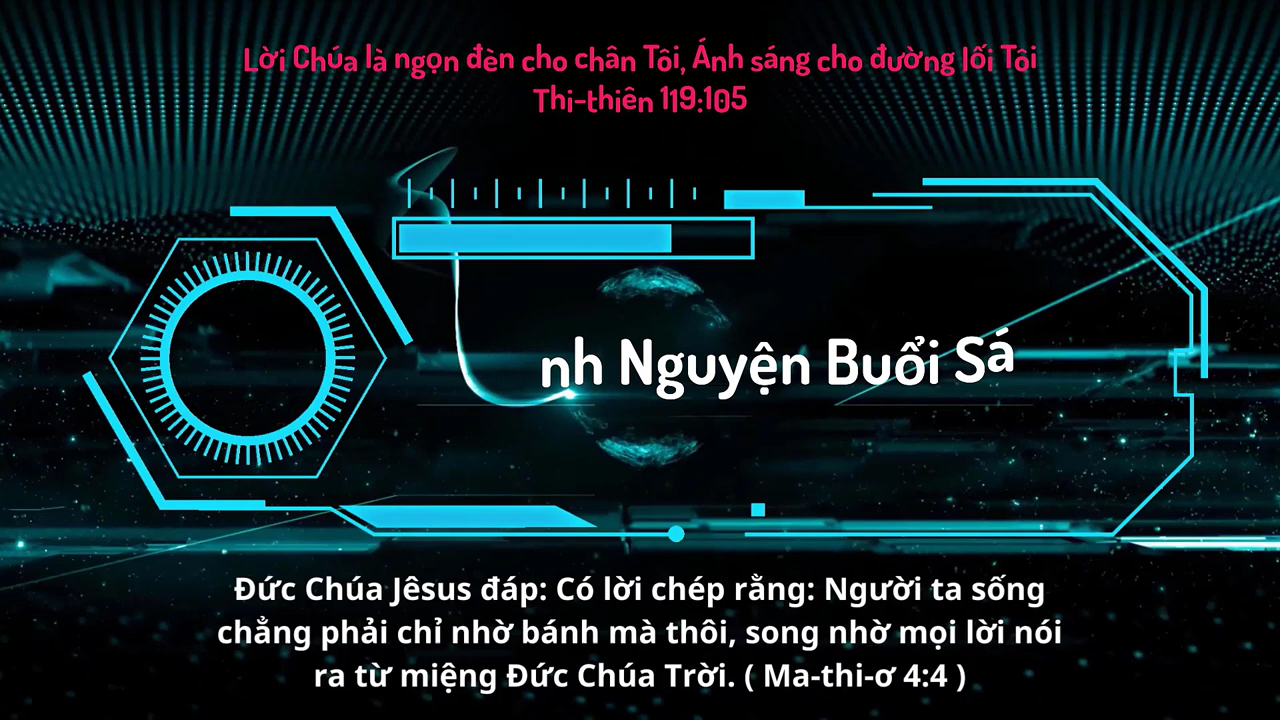 Lời Chúa là ngọn đèn cho chân Tôi, Ánh sáng cho đường lối Tôi
Thi-thiên 119:105
nh Nguyện Buổi Sá
Đức Chúa Jêsus đáp: Có lời chép rằng: Người ta sống
chẳng phải chỉ nhờ bánh mà thôi, song nhờ mọi lời nói
ra từ miệng Đức Chúa Trời. ( Ma-thi-ơ 4:4 )